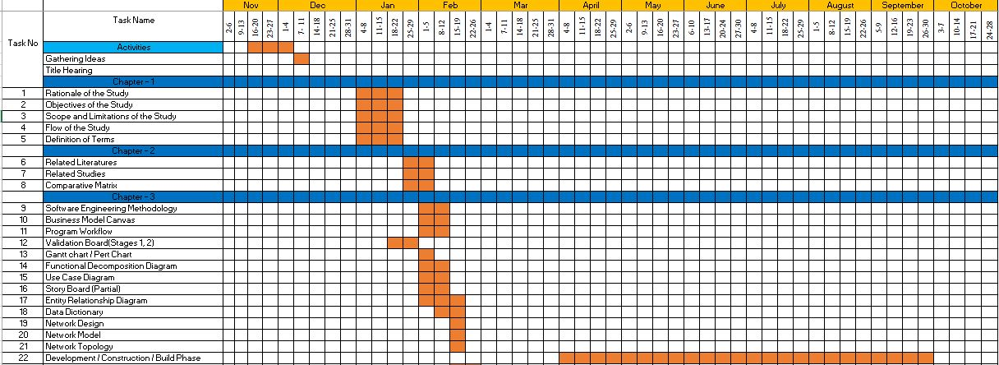 Nov Dec Jan Feb Mar April May June July August September October
Task No
Task Name
2-6 9-13 16-20 23-27 1-4 7- 11 14-18 21-25 28-31 4-8 11-15 18-22 25-29 1-5 8-12 15-19 22-26 1-4 7-11 14-18 21-25 28-31 4-8 11-15 18-22 25-29 2-6 9-13 16-20 23-27 6-10 13-17 20-24 27-30 4-8 11-15 18-22 25-29 1-5 8-12 15-19 22-26 5-9 12-16 19-23 26-30 3-7 10-14 17-21 24-28
Activities
Gathering Ideas
Title Hearing
Chapter - 1
1 Rationale of the Study
2 Objectives of the Study
3 Scope and Limitations of the Study
4 Flow of the Study
5 Definition of Terms
Chapter - 2
6 Related Literatures
7 Related Studies
8 Comparative Matrix
Chapter - 3
9 Software Engineering Methodology
10 Business Model Canvas
11 Program Workflow
12 Validation Board(Stages 1, 2)
13 Gantt chart / Pert Chart
14 Functional Decomposition Diagram
15 Use Case Diagram
16 Story Board (Partial)
17 Entity Relationship Diagram
18 Data Dictionary
19 Network Design
20 Network Model
21 Network Topology
22 Development / Construction / Build Phase